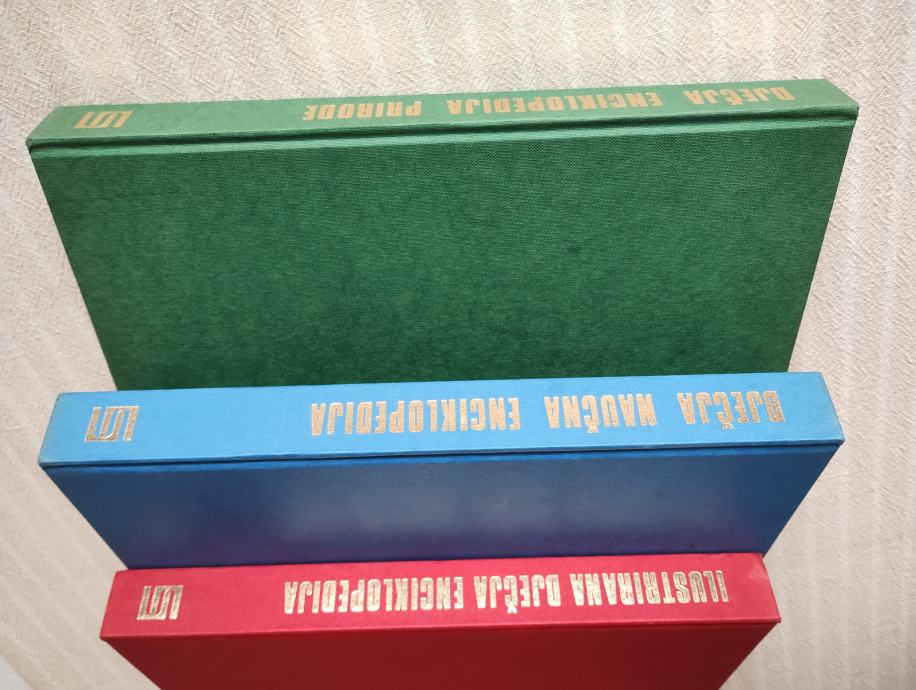 DJEČJA ENCIKLOPEDIJA PRIRODE
DJEČJA NAUČNA ENCIKLOPEDIJA
ILUSTRIRANA DJEČJA ENCIKLOPEDIJA